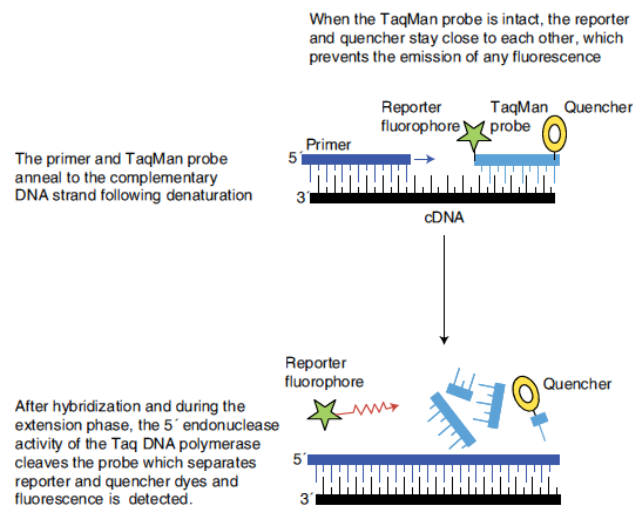 When the TaqMan probe is intact, the reporter
and quencher stay close to each other, which
prevents the emission of any fluorescence
Reporter
fluorophore
TaqMan
probe
Quencher
Primer
5´
3´
cDNA
The primer and TaqMan probe
anneal to the complementary
DNA strand following denaturation
Reporter
fluorophore
Quencher
5´
3´
After hybridization and during the
extension phase, the 5´ endonuclease
activity of the Taq DNA polymerase
cleaves the probe which separates
reporter and quencher dyes and
fluorescence is detected.